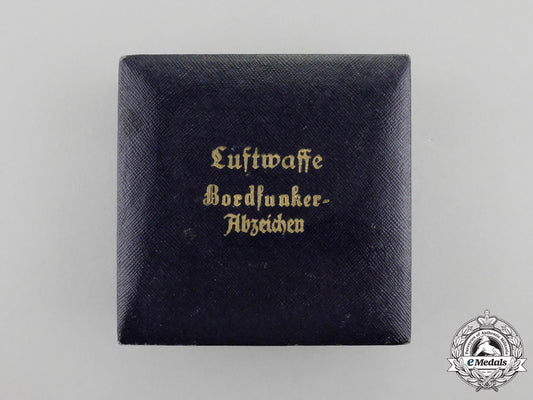 Luftwaffe
Bordfunker-
Abzeichen
eMedals